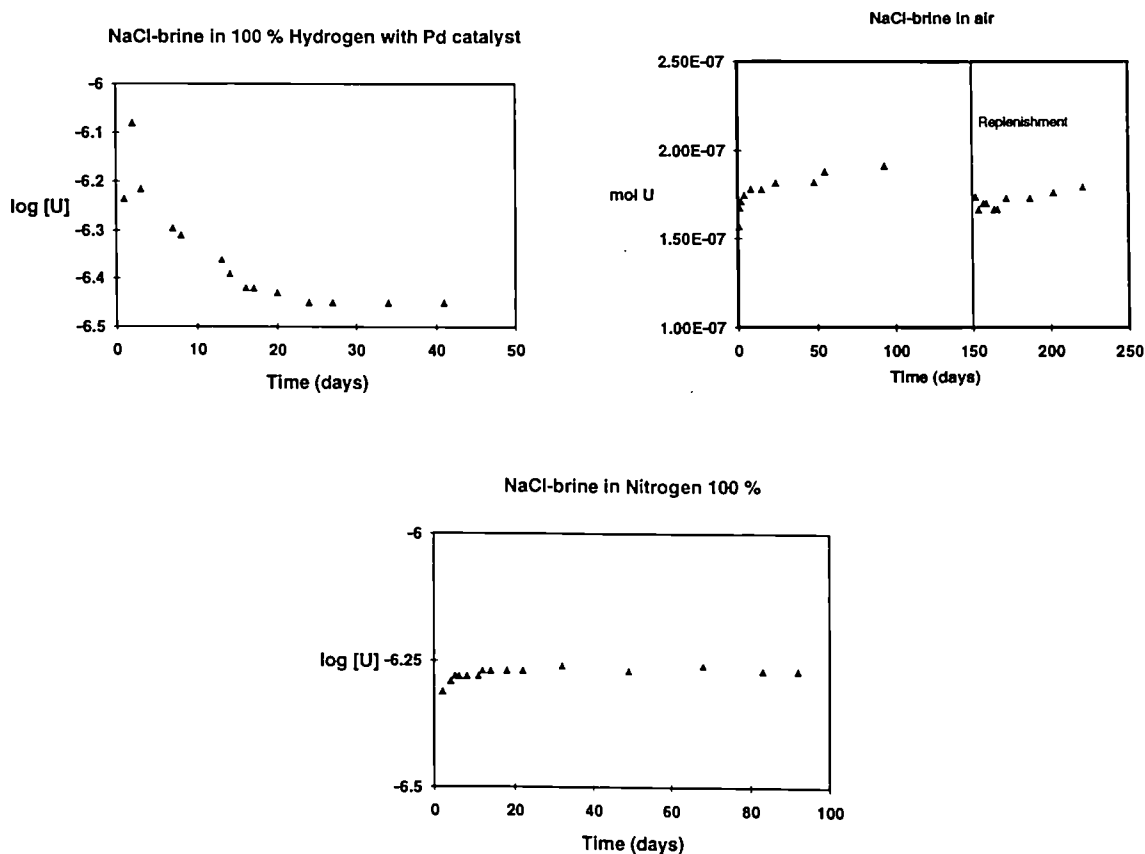 NaCl-brine in 100 % Hydrogen with Pd catalyst
-6
-6.1
-6.2
log [U]
-6.3
-6.4
-6.5
0 10 20 30 40 50
Time (days)
NaCl-brine in air
2.50E-07
Replenishment
2.00E-07
mol U
1.50E-07
1.00E-07
0 50 100 150 200 250
Time (days)
NaCl-brine in Nitrogen 100 %
-6
log [U] -6.25
-6.5
0 20 40 60 80 100
Time (days)